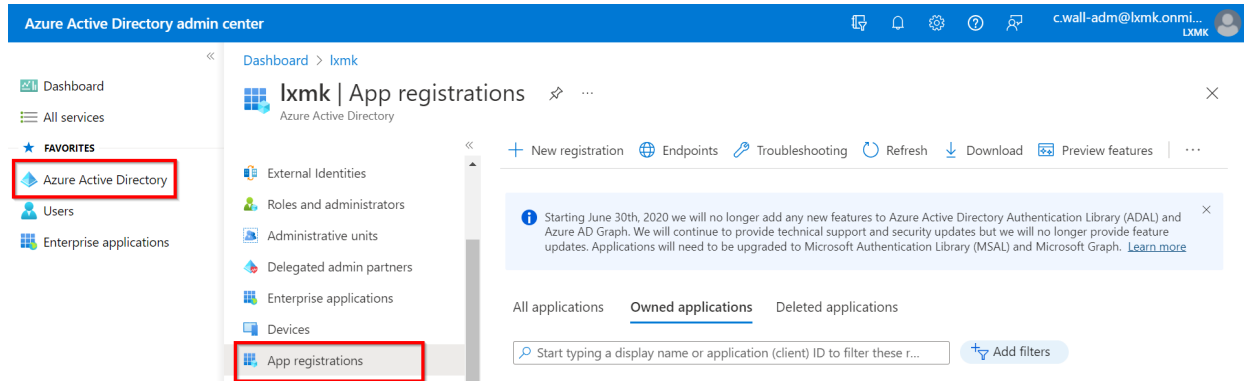 Azure Active Directory admin center
c.wall-adm@lxmk.onmi...
LXMK
Dashboard
All services
FAVORITES
Azure Active Directory
Users
Enterprise applications
Dashboard > lxmk
lxmk | App registrations
Azure Active Directory
External Identities
Roles and administrators
Administrative units
Delegated admin partners
Enterprise applications
Devices
App registrations
New registration Endpoints Troubleshooting Refresh Download Preview features
Starting June 30th, 2020 we will no longer add any new features to Azure Active Directory Authentication Library (ADAL) and
Azure AD Graph. We will continue to provide technical support and security updates but we will no longer provide feature
updates. Applications will need to be upgraded to Microsoft Authentication Library (MSAL) and Microsoft Graph. Learn more
All applications Owned applications Deleted applications
Start typing a display name or application (client) ID to filter these r...
Add filters